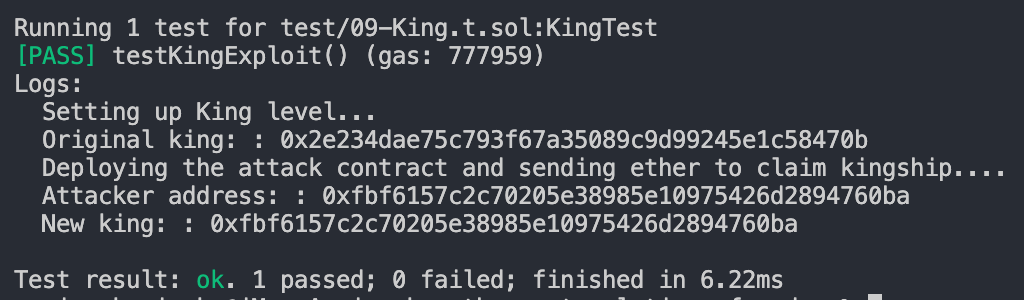 Running 1 test for test/09-King.t.sol:KingTest
[PASS] testKingExploit() (gas: 777959)
Logs:
Setting up King level...
Original king: : 0x2e234dae75c793f67a35089c9d99245e1c58470b
Deploying the attack contract and sending ether to claim kingship....
Attacker address: : 0xfbf6157c2c70205e38985e10975426d2894760ba
New king: : 0xfbf6157c2c70205e38985e10975426d2894760ba
Test result: ok. 1 passed; 0 failed; finished in 6.22ms